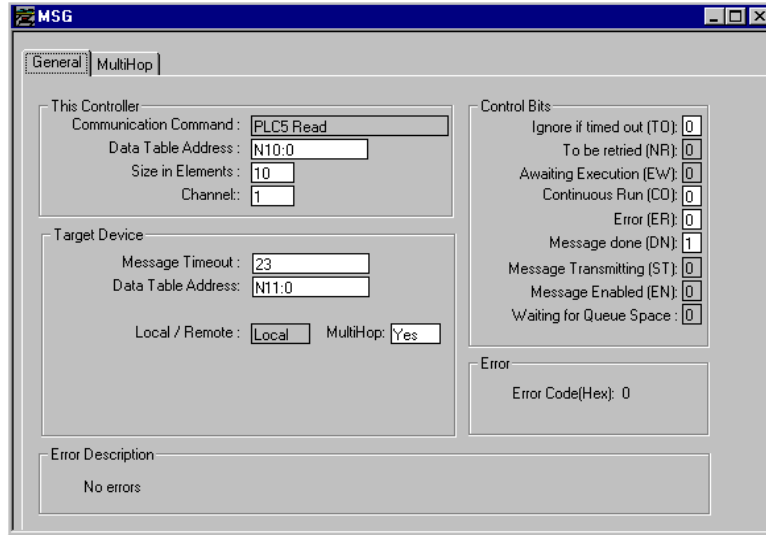 MSG
General MultiHop
This Controller
Communication Command : PLC5 Read
Data Table Address : N10:0
Size in Elements : 10
Channel:: 1
Target Device
Message Timeout : 23
Data Table Address: N11:0
Local / Remote : Local MultiHop: Yes
Control Bits
Ignore if timed out (TO): 0
To be retried (NR): 0
Awaiting Execution (EW): 0
Continuous Run (CO): 0
Error (ER): 0
Message done (DN): 1
Message Transmitting (ST): 0
Message Enabled (EN): 0
Waiting for Queue Space : 0
Error
Error Code(Hex): 0
Error Description
No errors